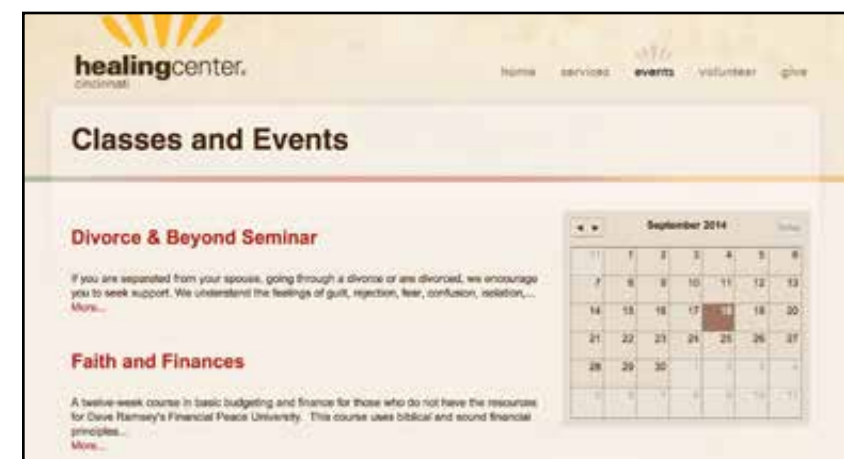 healingcenter.
cincinnati
home services events volunteer give
Classes and Events
Divorce & Beyond Seminar
If you are separated from your spouse, going through a divorce or are divorced, we encourage
you to seek support. We understand the feelings of guilt, rejection, fear, confusion, isolation,...
More...
Faith and Finances
A twelve-week course in basic budgeting and finance for those who do not have the resources
for Dave Ramsey's Financial Peace University. This course uses biblical and sound financial
principles...
More...
September 2014
1 2 3 4 5 6
7 8 9 10 11 12 13
14 15 16 17 18 19 20
21 22 23 24 25 26 27
28 29 30